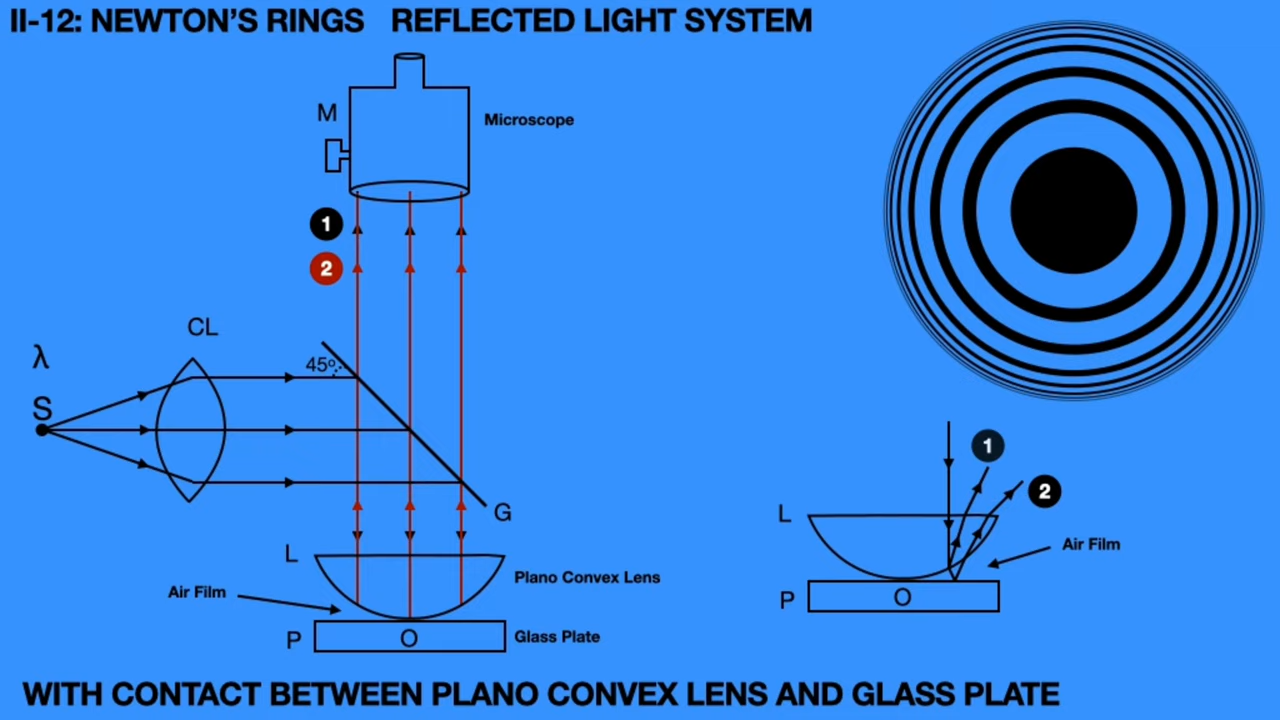 II-12: NEWTON'S RINGS REFLECTED LIGHT SYSTEM
M
Microscope
1
2
CL
λ
45º
S
G
L
Plano Convex Lens
Air Film
P
O
Glass Plate
1
2
L
Air Film
P
O
WITH CONTACT BETWEEN PLANO CONVEX LENS AND GLASS PLATE